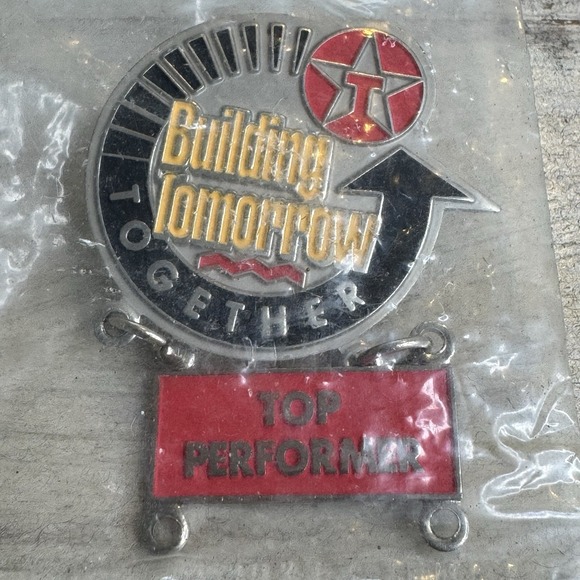 T
Building
Tomorrow
TOGETHER
TOP
PERFORMER